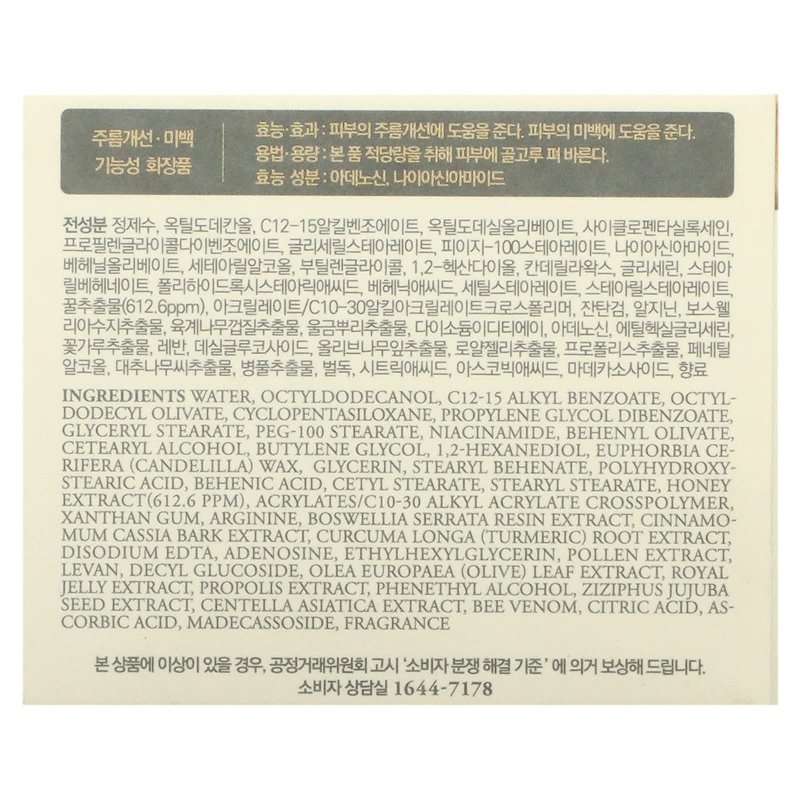 주름개선·미백
기능성 화장품
효능·효과 : 피부의 주름개선에 도움을 준다. 피부의 미백에 도움을 준다.
용법·용량 : 본 품 적당량을 취해 피부에 골고루 펴 바른다.
효능 성분 : 아데노신, 나이아신아마이드
전성분 정제수, 옥틸도데칸올, C12-15알킬벤조에이트, 옥틸도데실올리베이트, 사이클로펜타실록세인,
프로필렌글라이콜다이벤조에이트, 글리세릴스테아레이트, 피이지-100스테아레이트, 나이아신아마이드,
베헤닐올리베이트, 세테아릴알코올, 부틸렌글라이콜, 1,2-헥산다이올, 칸데릴라왁스, 글리세린, 스테아
릴베헤네이트, 폴리하이드록시스테아릭애씨드, 베헤닉애씨드, 세틸스테아레이트, 스테아릴스테아레이트,
꿀추출물(612.6ppm), 아크릴레이트/C10-30알킬아크릴레이트크로스폴리머, 잔탄검, 알지닌, 보스웰
리아수지추출물, 육계나무껍질추출물, 울금뿌리추출물, 다이소듐이디티에이, 아데노신, 에틸헥실글리세린,
꽃가루추출물, 레반, 데실글루코사이드, 올리브나무잎추출물, 로얄젤리추출물, 프로폴리스추출물, 페네틸
알코올, 대추나무씨추출물, 병풀추출물, 벌독, 시트릭애씨드, 아스코빅애씨드, 마데카소사이드, 향료
INGREDIENTS WATER, OCTYLDODECANOL, C12-15 ALKYL BENZOATE, OCTYL-
DODECYL OLIVATE, CYCLOPENTASILOXANE, PROPYLENE GLYCOL DIBENZOATE,
GLYCERYL STEARATE, PEG-100 STEARATE, NIACINAMIDE, BEHENYL OLIVATE,
CETEARYL ALCOHOL, BUTYLENE GLYCOL, 1,2-HEXANEDIOL, EUPHORBIA CE-
RIFERA (CANDELILLA) WAX, GLYCERIN, STEARYL BEHENATE, POLYHYDROXY-
STEARIC ACID, BEHENIC ACID, CETYL STEARATE, STEARYL STEARATE, HONEY
EXTRACT(612.6 PPM), ACRYLATES/C10-30 ALKYL ACRYLATE CROSSPOLYMER,
XANTHAN GUM, ARGININE, BOSWELLIA SERRATA RESIN EXTRACT, CINNAMO-
MUM CASSIA BARK EXTRACT, CURCUMA LONGA (TURMERIC) ROOT EXTRACT,
DISODIUM EDTA, ADENOSINE, ETHYLHEXYLGLYCERIN, POLLEN EXTRACT,
LEVAN, DECYL GLUCOSIDE, OLEA EUROPAEA (OLIVE) LEAF EXTRACT, ROYAL
JELLY EXTRACT, PROPOLIS EXTRACT, PHENETHYL ALCOHOL, ZIZIPHUS JUJUBA
SEED EXTRACT, CENTELLA ASIATICA EXTRACT, BEE VENOM, CITRIC ACID, AS-
CORBIC ACID, MADECASSOSIDE, FRAGRANCE
본 상품에 이상이 있을 경우, 공정거래위원회 고시 '소비자 분쟁 해결 기준' 에 의거 보상해 드립니다.
소비자 상담실 1644-7178